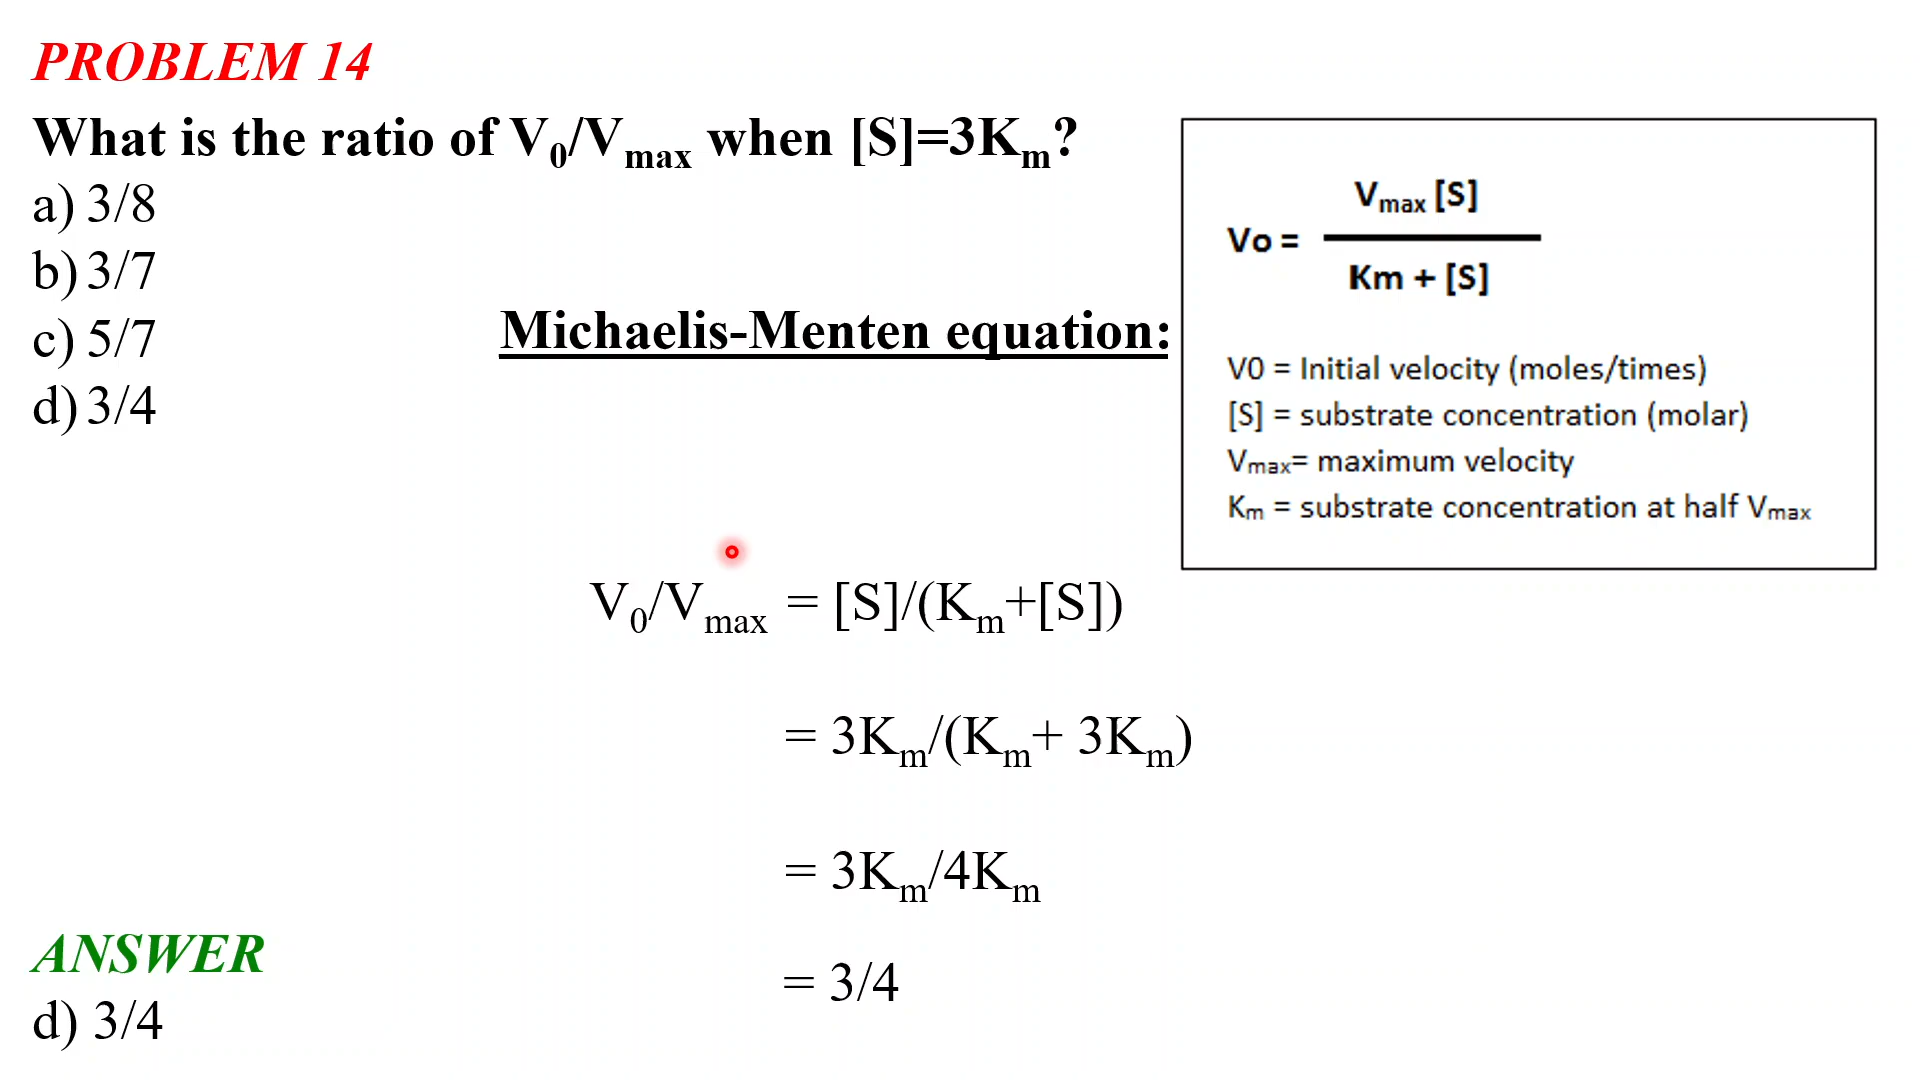 PROBLEM 14
What is the ratio of V0/Vmax when [S]=3Km?
a) 3/8
b) 3/7
c) 5/7
d) 3/4
Michaelis-Menten equation:
Vmax [S]
Vo =
Km + [S]
V0 = Initial velocity (moles/times)
[S] = substrate concentration (molar)
Vmax= maximum velocity
Km = substrate concentration at half Vmax
V0/Vmax = [S]/(Km+[S])
= 3Km/(Km+ 3Km)
= 3Km/4Km
= 3/4
ANSWER
d) 3/4